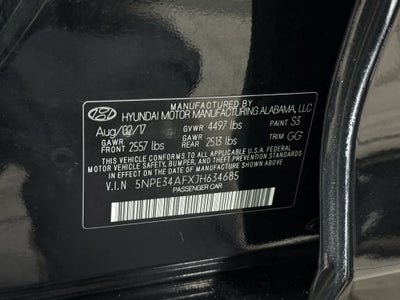 MANUFACTURED BY
HYUNDAI MOTOR MANUFACTURING ALABAMA, LLC
Aug/02/17 GVWR 4497 lbs PAINT S3
GAWR FRONT 2557 lbs GAWR REAR 2513 lbs TRIM GG
THIS VEHICLE CONFORMS TO ALL APPLICABLE U.S.A FEDERAL
MOTOR VEHICLE SAFETY, BUMPER, AND THEFT PREVENTION
STANDARDS IN EFFECT ON THE DATE OF MANUFACTURE SHOWN ABOVE.
V.I.N 5NPE34AFXJH634685
PASSENGER CAR